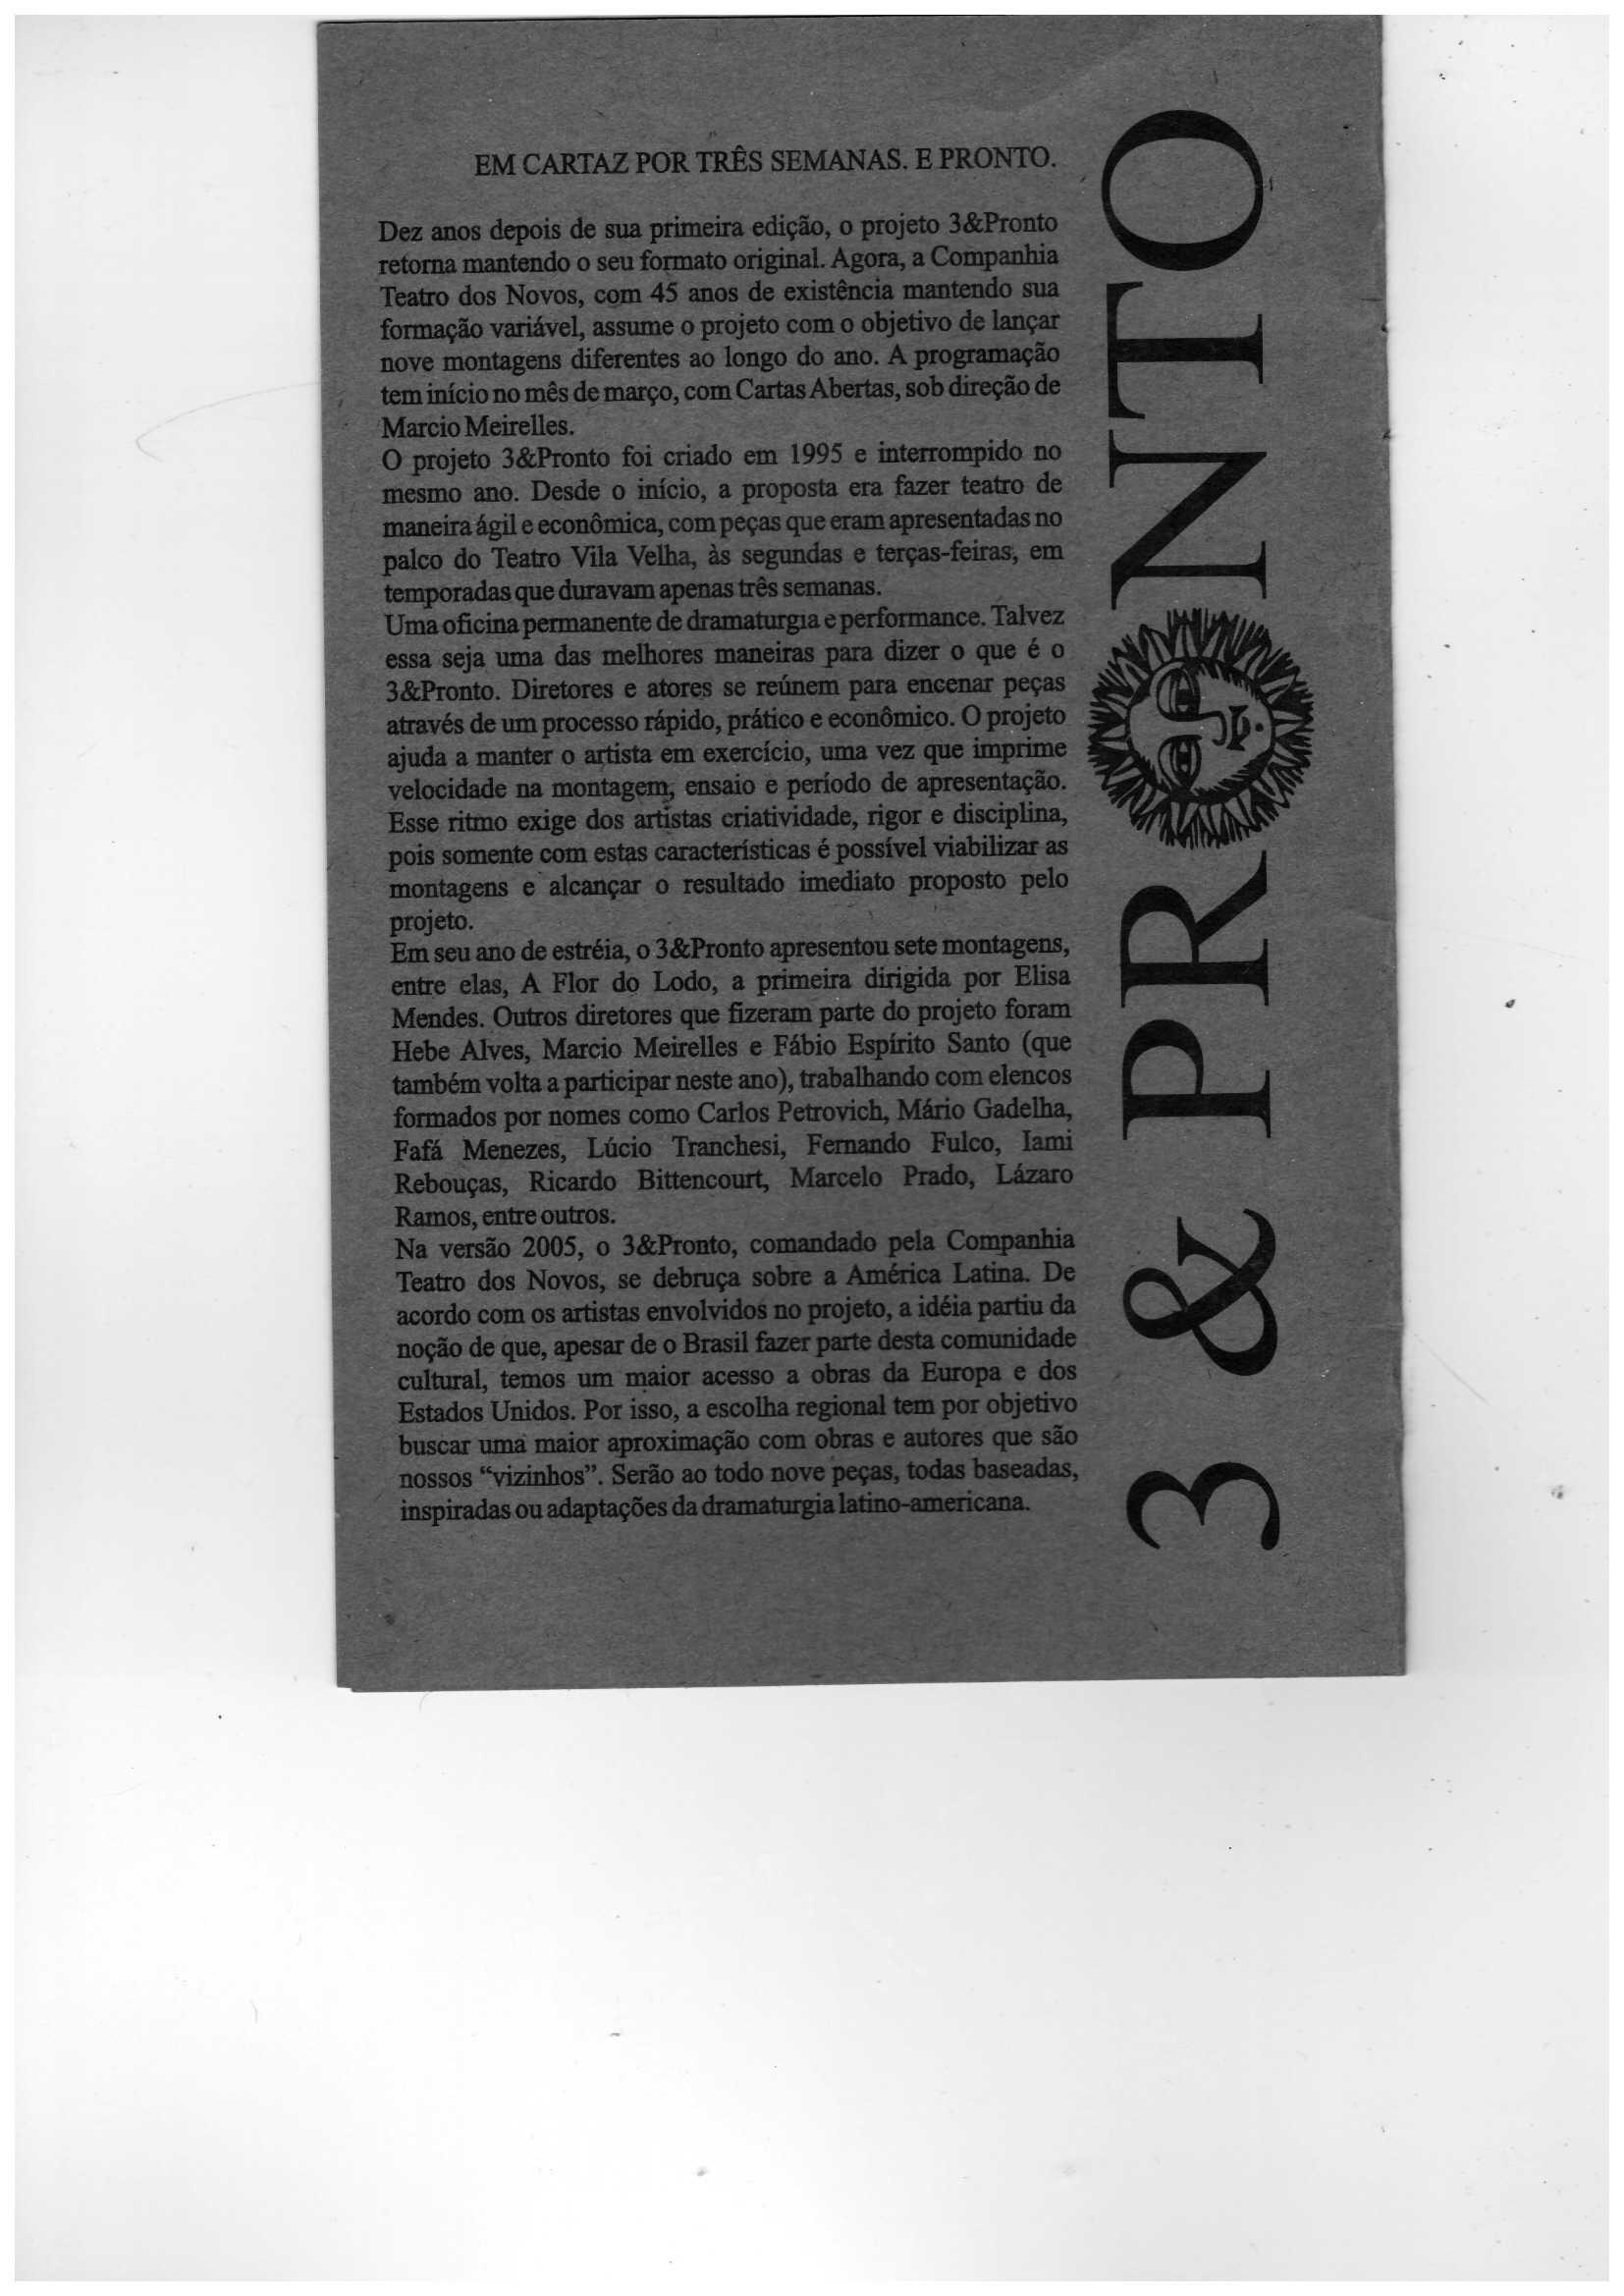 EM CARTAZ POR TRÊS SEMANAS. E PRONTO.
Dez anos depois de sua primeira edição, o projeto 3&Pronto
retorna mantendo o seu formato original. Agora, a Companhia
Teatro dos Novos, com 45 anos de existência mantendo sua
formação variável, assume o projeto com o objetivo de lançar
nove montagens diferentes ao longo do ano. A programação
tem início no mês de março, com Cartas Abertas, sob direção de
Marcio Meirelles.
O projeto 3&Pronto foi criado em 1995 e interrompido no
mesmo ano. Desde o início, a proposta era fazer teatro de
maneira ágil e econômica, com peças que eram apresentadas no
palco do Teatro Vila Velha, às segundas e terças-feiras, em
temporadas que duravam apenas três semanas.
Uma oficina permanente de dramaturgia e performance. Talvez
essa seja uma das melhores maneiras para dizer o que é o
3&Pronto. Diretores e atores se reúnem para encenar peças
através de um processo rápido, prático e econômico. O projeto
ajuda a manter o artista em exercício, uma vez que imprime
velocidade na montagem, ensaio e período de apresentação.
Esse ritmo exige dos artistas criatividade, rigor e disciplina,
pois somente com estas características é possível viabilizar as
montagens e alcançar o resultado imediato proposto pelo
projeto.
Em seu ano de estréia, o 3&Pronto apresentou sete montagens,
entre elas, A Flor do Lodo, a primeira dirigida por Elisa
Mendes. Outros diretores que fizeram parte do projeto foram
Hebe Alves, Marcio Meirelles e Fábio Espírito Santo (que
também volta a participar neste ano), trabalhando com elencos
formados por nomes como Carlos Petrovich, Mário Gadelha,
Fafá Menezes, Lúcio Tranchesi, Fernando Fulco, Iami
Rebouças, Ricardo Bittencourt, Marcelo Prado, Lázaro
Ramos, entre outros.
Na versão 2005, o 3&Pronto, comandado pela Companhia
Teatro dos Novos, se debruça sobre a América Latina. De
acordo com os artistas envolvidos no projeto, a idéia partiu da
noção de que, apesar de o Brasil fazer parte desta comunidade
cultural, temos um maior acesso a obras da Europa e dos
Estados Unidos. Por isso, a escolha regional tem por objetivo
buscar uma maior aproximação com obras e autores que são
nossos “vizinhos”. Serão ao todo nove peças, todas baseadas,
inspiradas ou adaptações da dramaturgia latino-americana.
3 & PRONTO